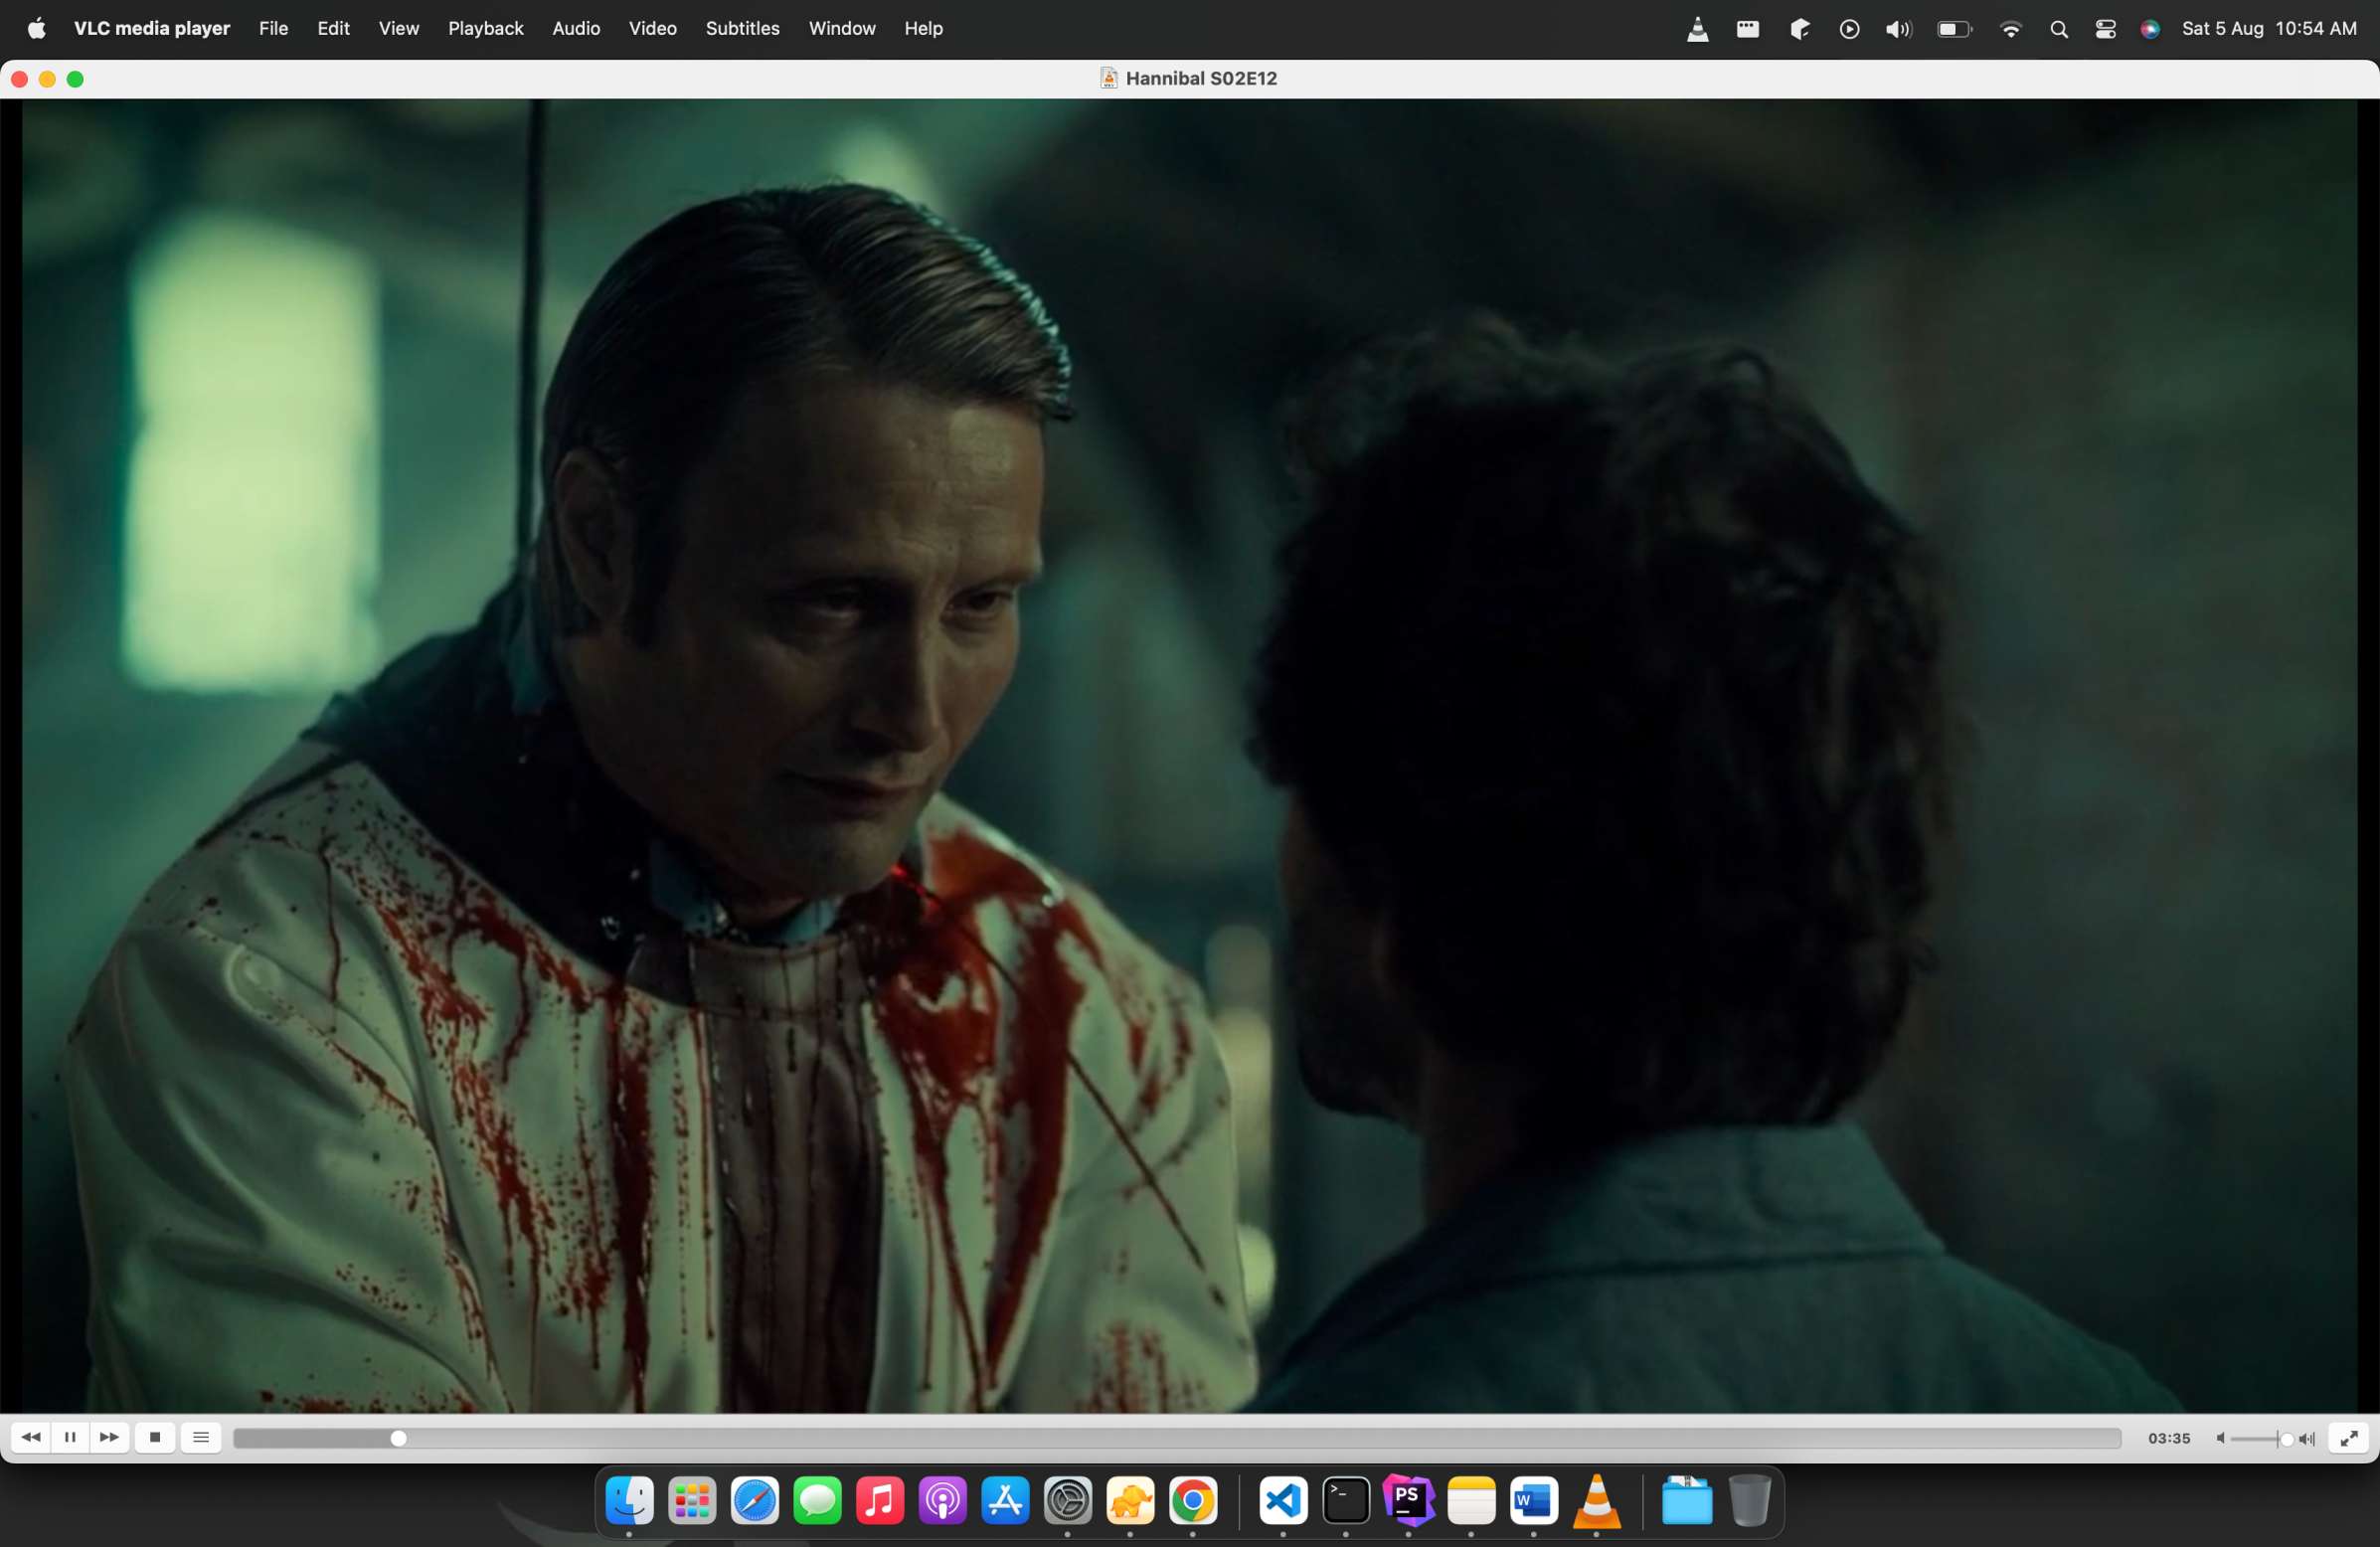 VLC media player File Edit View Playback Audio Video Subtitles Window Help Sat 5 Aug 10:54 AM
Hannibal S02E12
03:35
>_
PS
W